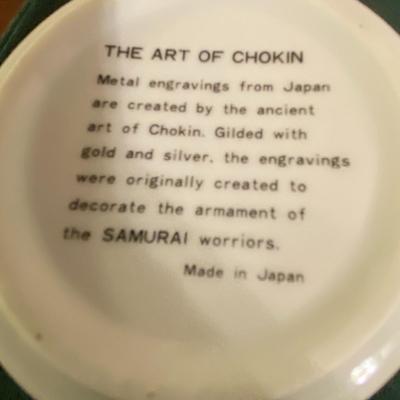 THE ART OF CHOKIN
Metal engravings from Japan
are created by the ancient
art of Chokin. Gilded with
gold and silver. the engravings
were originally created to
decorate the armament of
the SAMURAI worriors.
Made in Japan